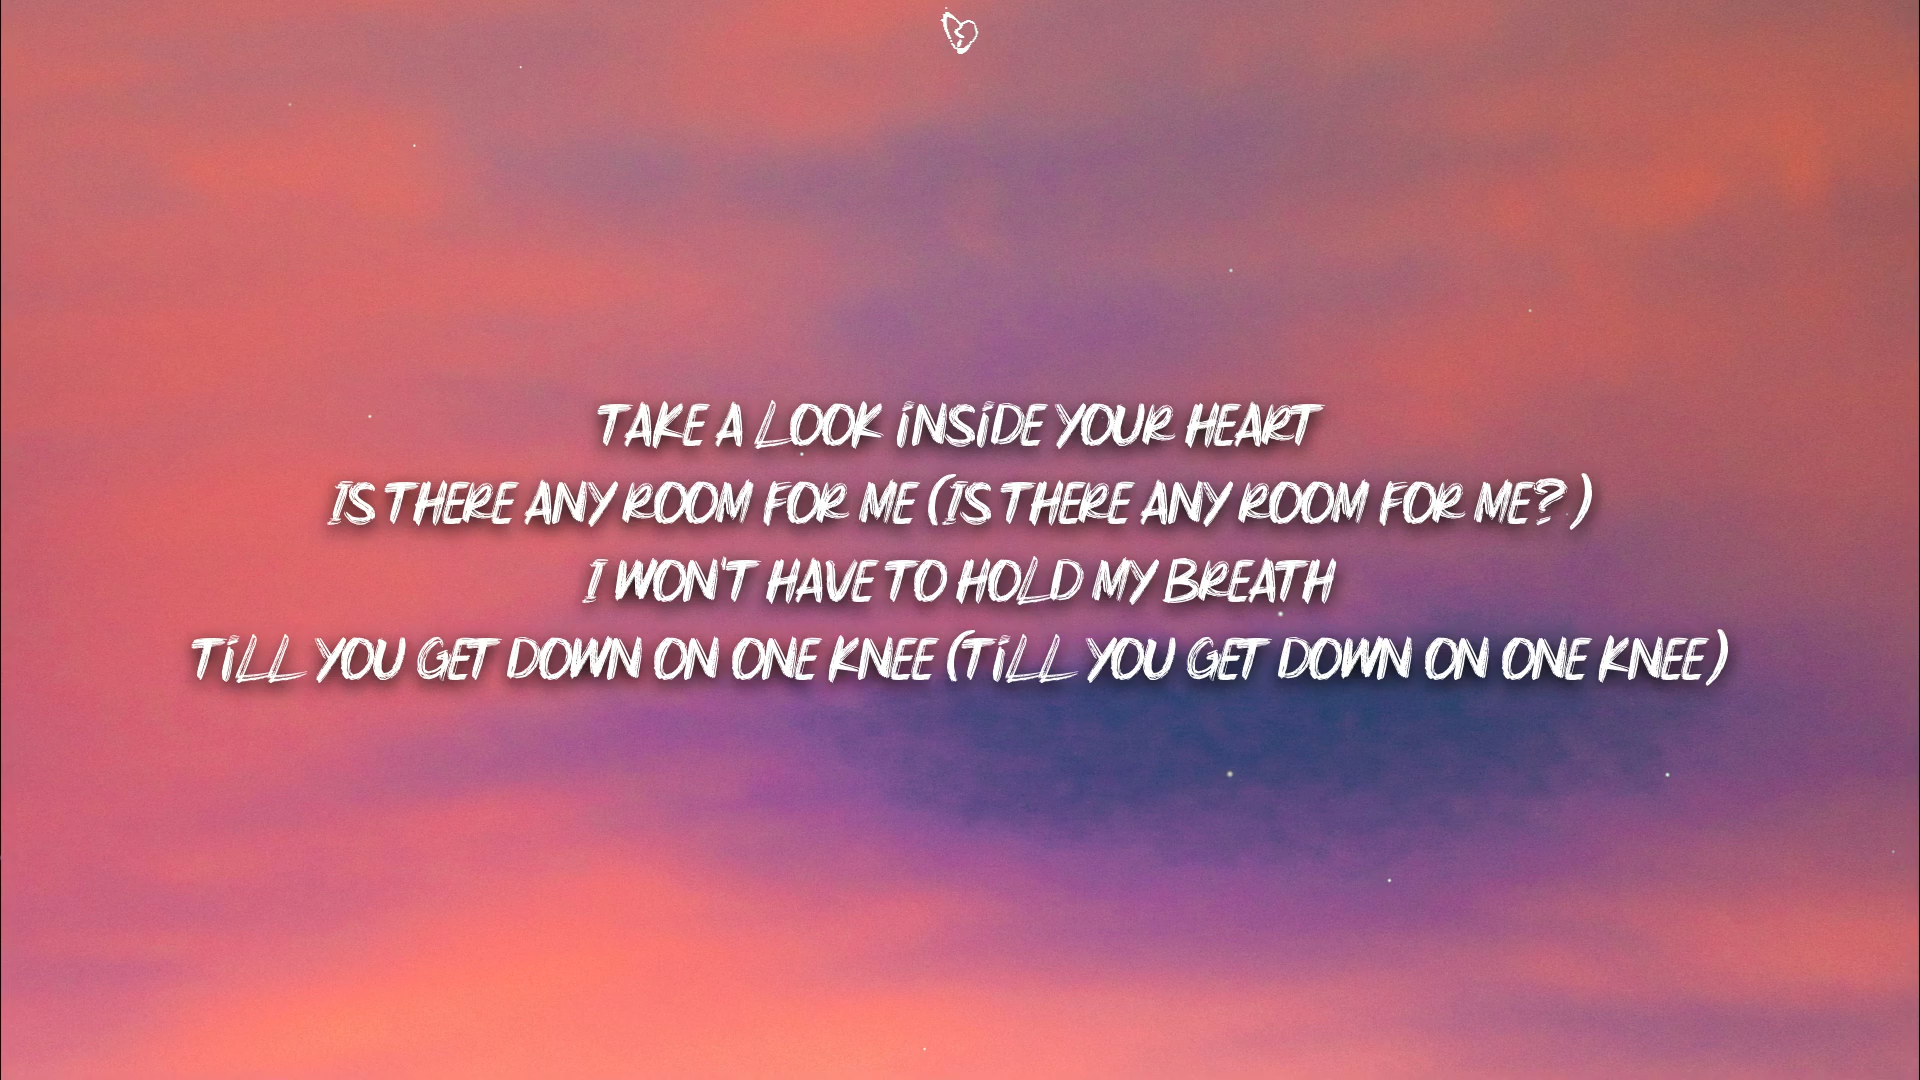 TAKE A LOOK INSIDE YOUR HEART
IS THERE ANY ROOM FOR ME (IS THERE ANY ROOM FOR ME?)
I WON'T HAVE TO HOLD MY BREATH
TILL YOU GET DOWN ON ONE KNEE (TILL YOU GET DOWN ON ONE KNEE)